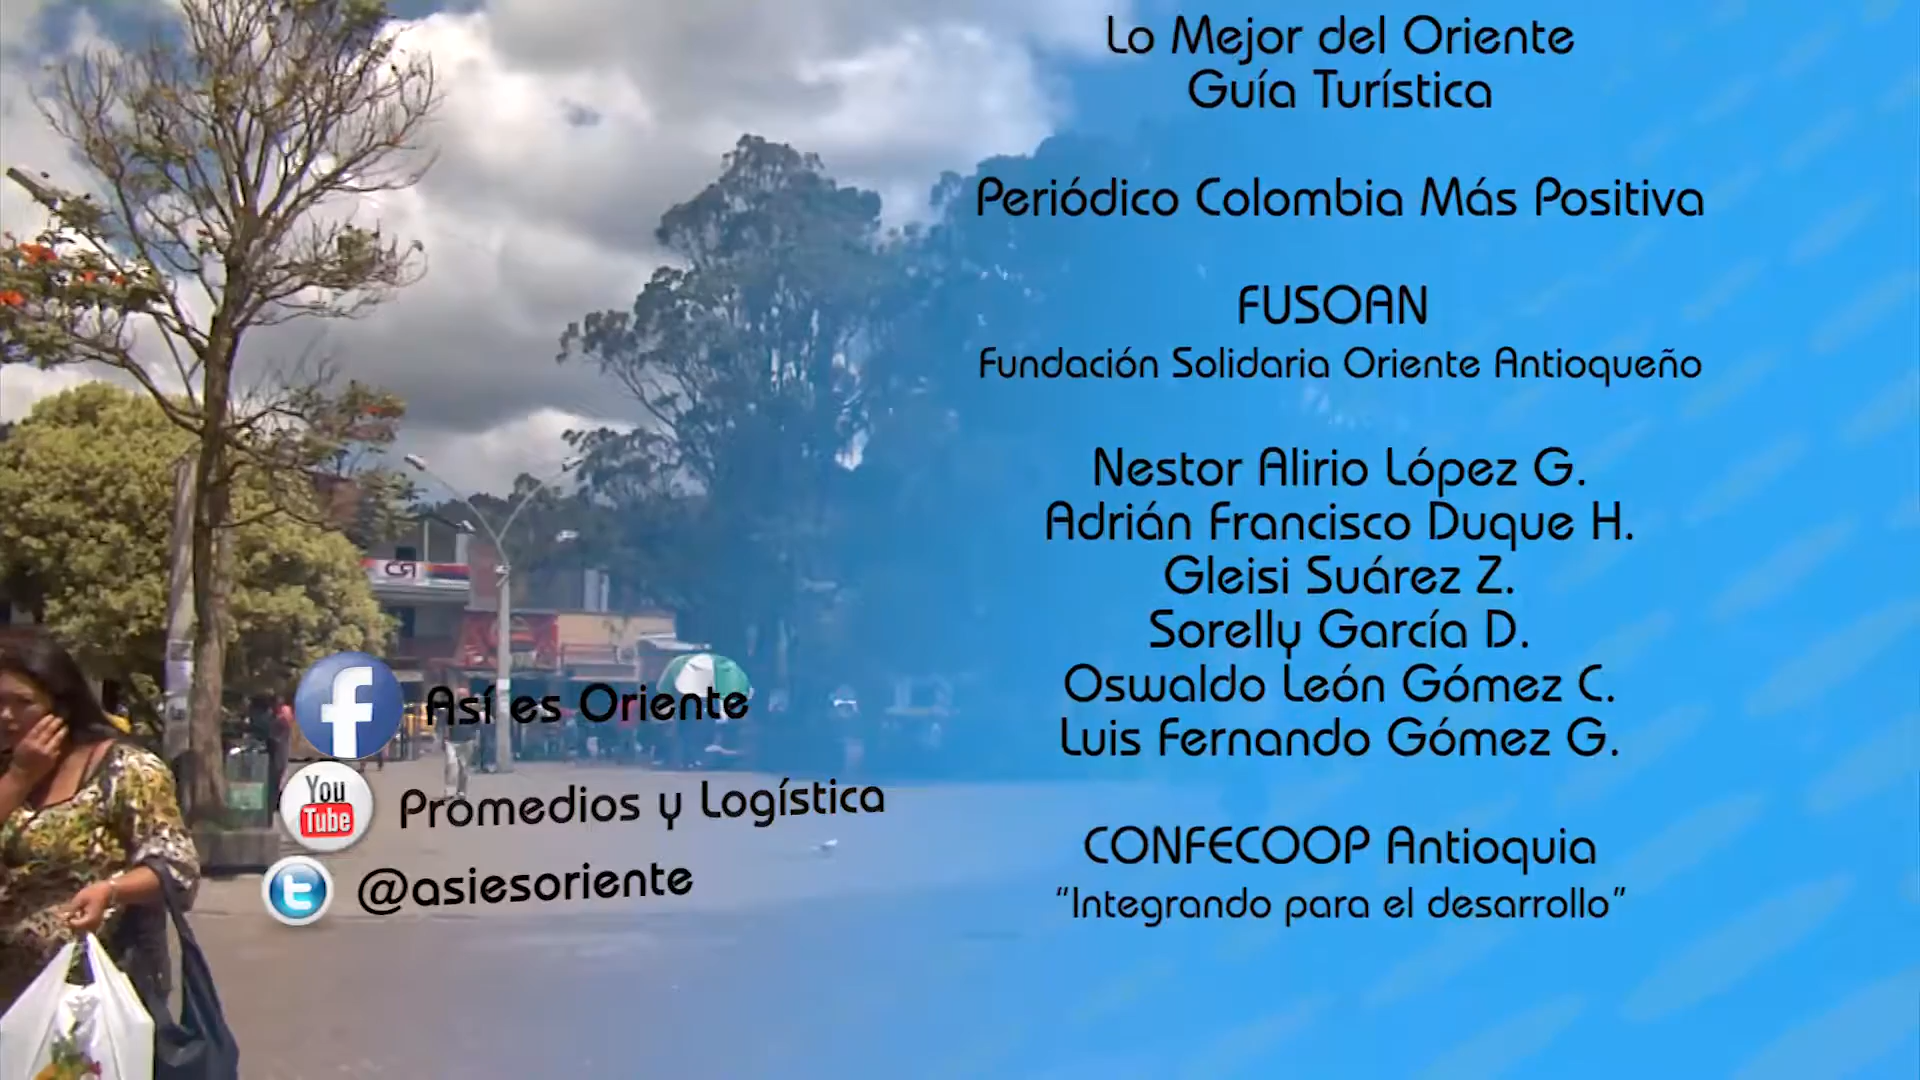 Lo Mejor del Oriente
Guía Turística
Periódico Colombia Más Positiva
FUSOAN
Fundación Solidaria Oriente Antioqueño
Nestor Alirio López G.
Adrián Francisco Duque H.
Gleisi Suárez Z.
Sorelly García D.
Oswaldo León Gómez C.
Luis Fernando Gómez G.
CONFECOOP Antioquia
"Integrando para el desarrollo"
f Así es Oriente
You Tube Promedios y Logística
t @asiesoriente